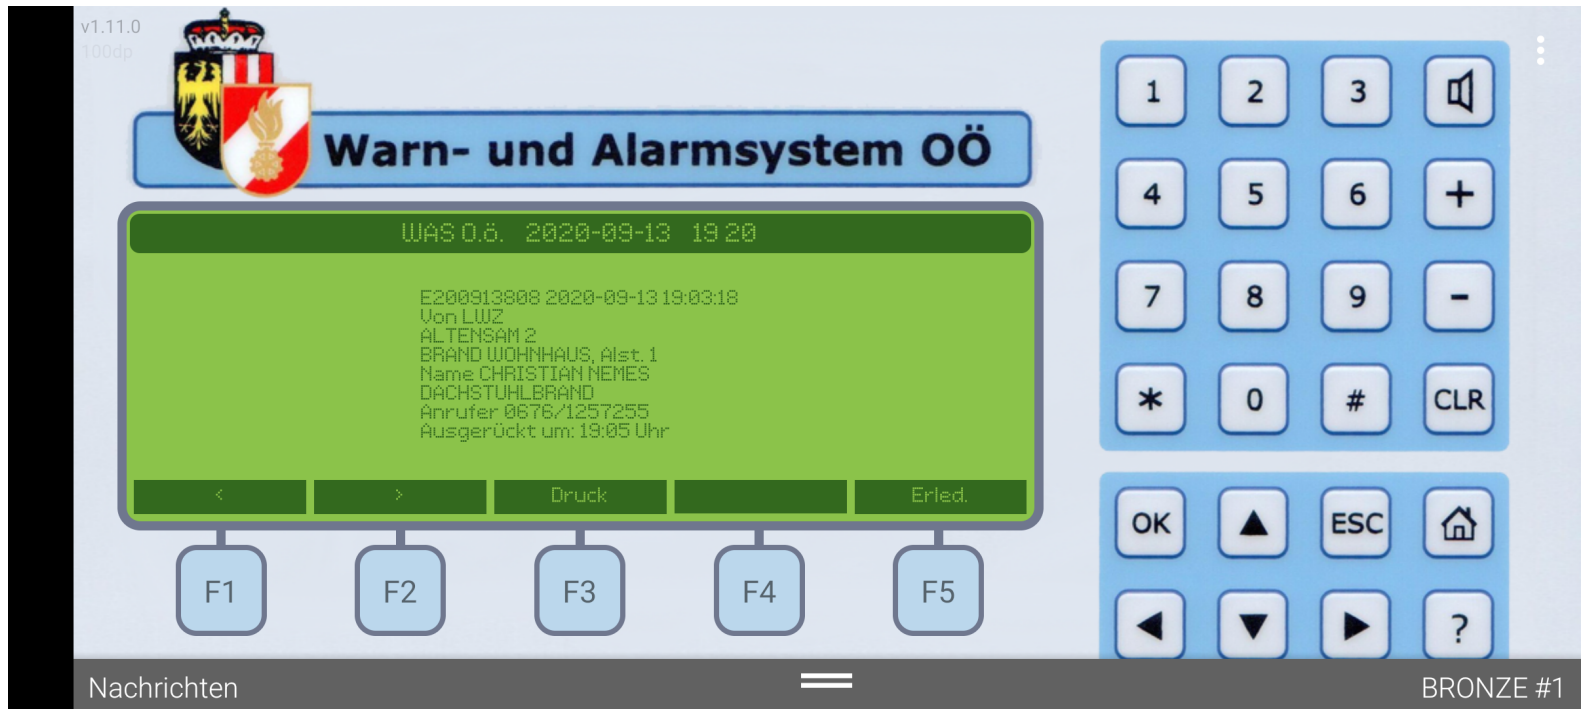 v1.11.0
100dp
Warn- und Alarmsystem OÖ
WAS O.ö. 2020-09-13 19 20
E200913808 2020-09-13 19:03:18
Von LWZ
ALTENSAM 2
BRAND WOHNHAUS, Alst. 1
Name CHRISTIAN NEMES
DACHSTUHLBRAND
Anrufer 0676/1257255
Ausgerückt um: 19:05 Uhr
< > Druck Erled.
F1 F2 F3 F4 F5
1 2 3
4 5 6 +
7 8 9 -
* 0 # CLR
OK ESC
?
Nachrichten
BRONZE #1